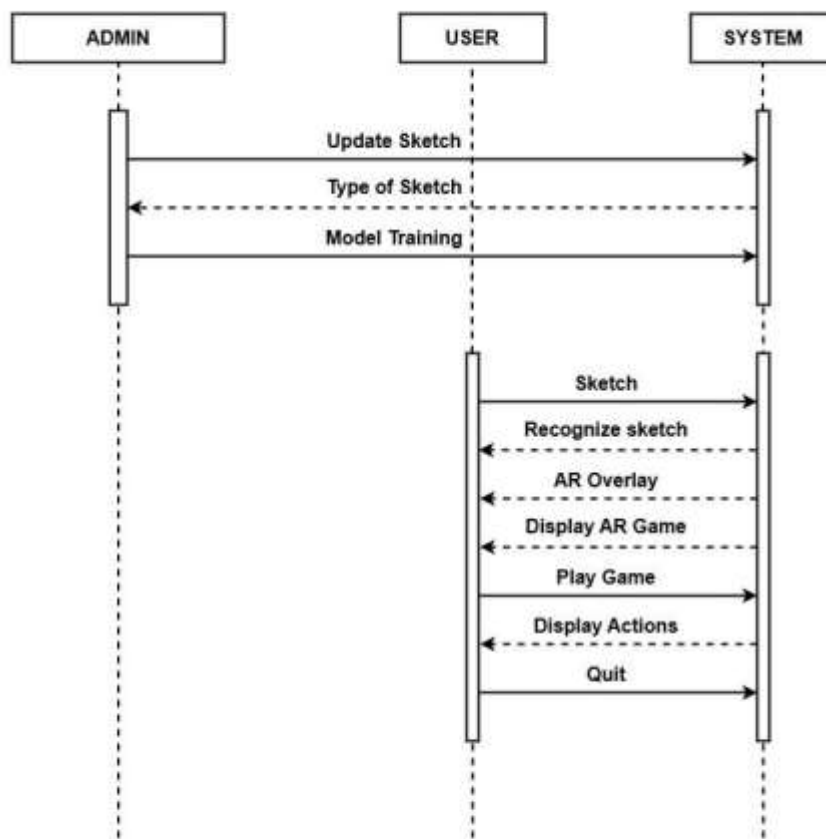 ADMIN
USER
SYSTEM
Update Sketch
Type of Sketch
Model Training
Sketch
Recognize sketch
AR Overlay
Display AR Game
Play Game
Display Actions
Quit